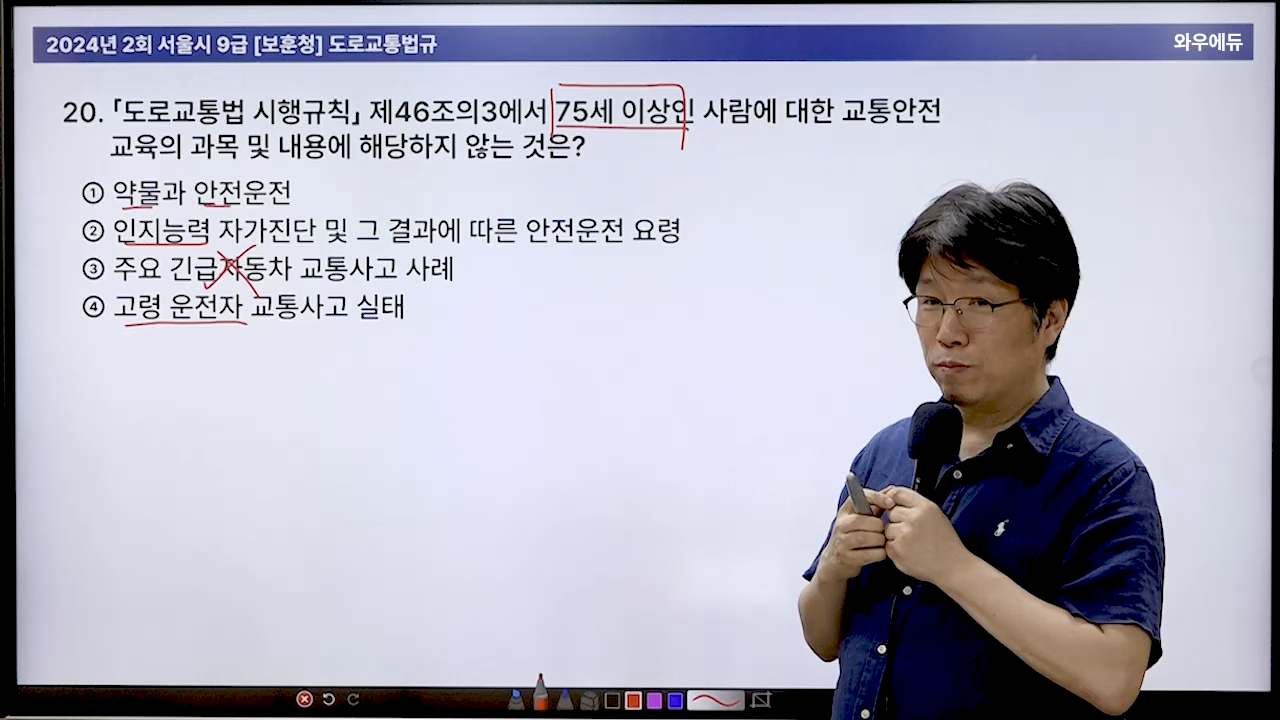 2024년 2회 서울시 9급 [보훈청] 도로교통법규
와우에듀
20. 「도로교통법 시행규칙」 제46조의3에서 75세 이상인 사람에 대한 교통안전
교육의 과목 및 내용에 해당하지 않는 것은?
① 약물과 안전운전
② 인지능력 자가진단 및 그 결과에 따른 안전운전 요령
③ 주요 긴급자동차 교통사고 사례
④ 고령 운전자 교통사고 실태